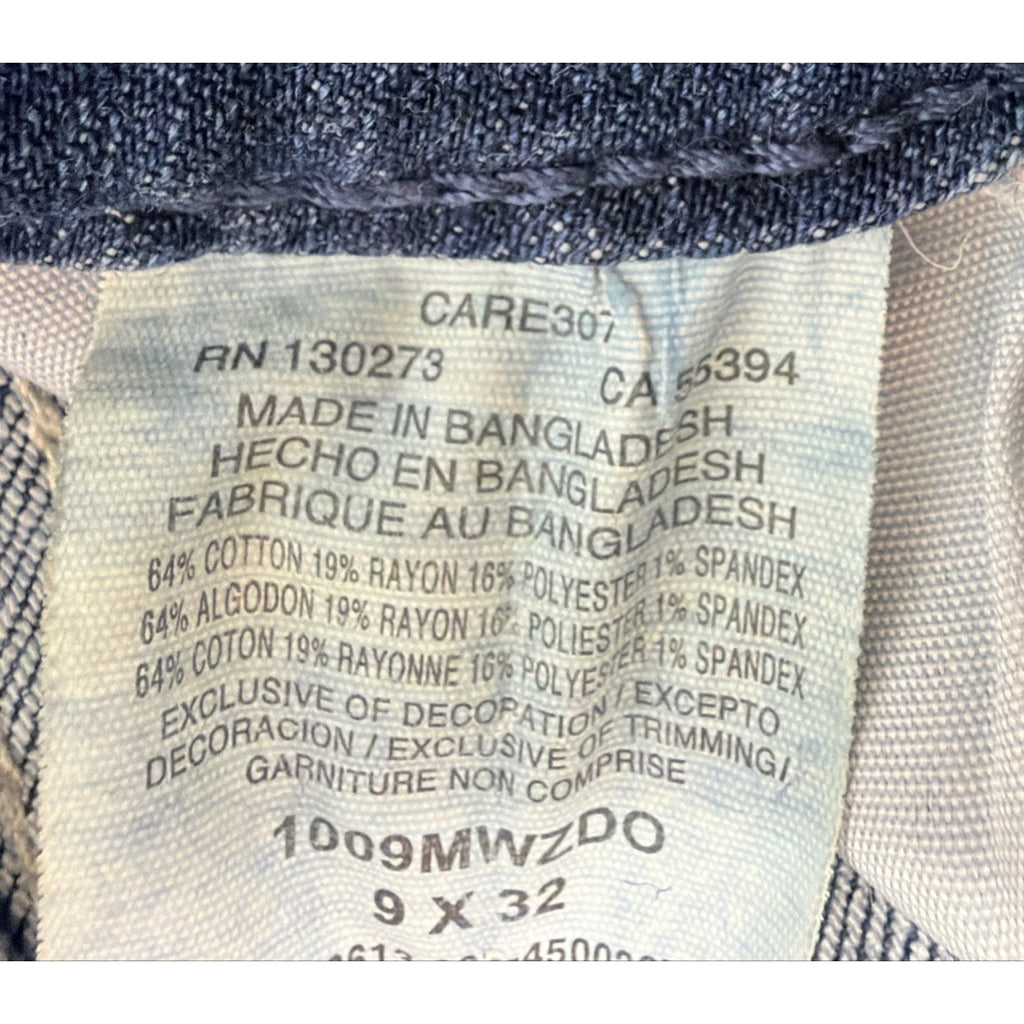 CARE307
RN 130273 CA 55394
MADE IN BANGLADESH
HECHO EN BANGLADESH
FABRIQUE AU BANGLADESH
64% COTTON 19% RAYON 16% POLYESTER 1% SPANDEX
64% ALGODON 19% RAYON 16% POLIESTER 1% SPANDEX
64% COTON 19% RAYONNE 16% POLYESTER 1% SPANDEX
EXCLUSIVE OF DECORATION / EXCEPTO
DECORACION / EXCLUSIVE OF TRIMMING/
GARNITURE NON COMPRISE
1009MWZDO
9 X 32